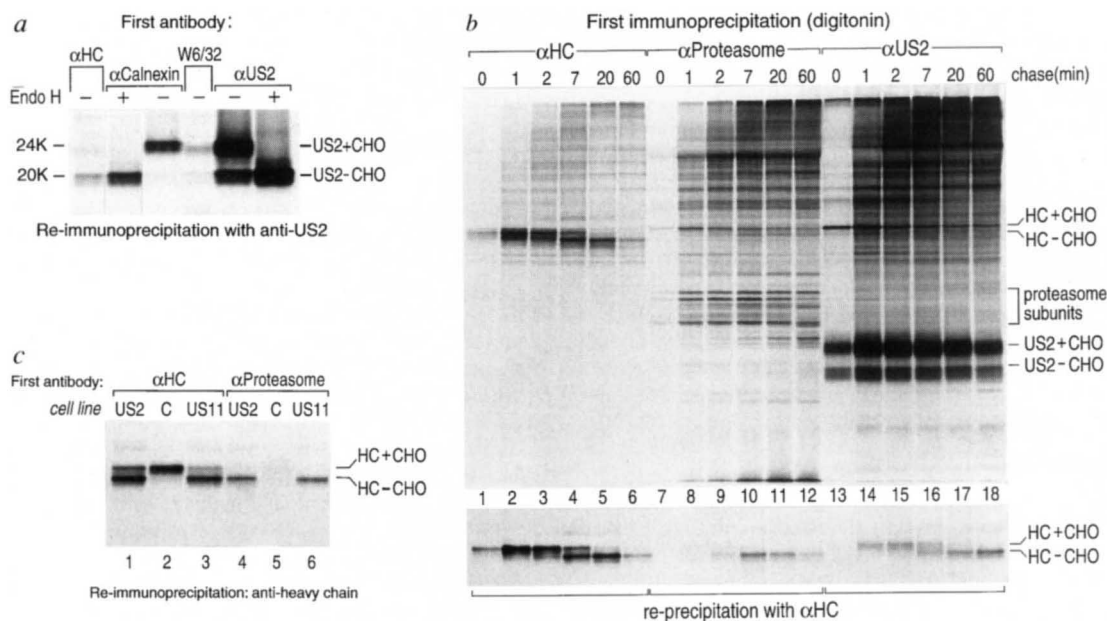 a
First antibody:
αHC
αCalnexin
W6/32
αUS2
Endo H
− + − − − +
24K
20K
US2+CHO
US2−CHO
Re-immunoprecipitation with anti-US2
b
First immunoprecipitation (digitonin)
αHC αProteasome αUS2
0 1 2 7 20 60 0 1 2 7 20 60 0 1 2 7 20 60 chase(min)
HC+CHO
HC−CHO
proteasome
subunits
US2+CHO
US2−CHO
1 2 3 4 5 6 7 8 9 10 11 12 13 14 15 16 17 18
HC+CHO
HC−CHO
re-precipitation with αHC
c
First antibody: αHC αProteasome
cell line US2 C US11 US2 C US11
HC+CHO
HC−CHO
1 2 3 4 5 6
Re-immunoprecipitation: anti-heavy chain